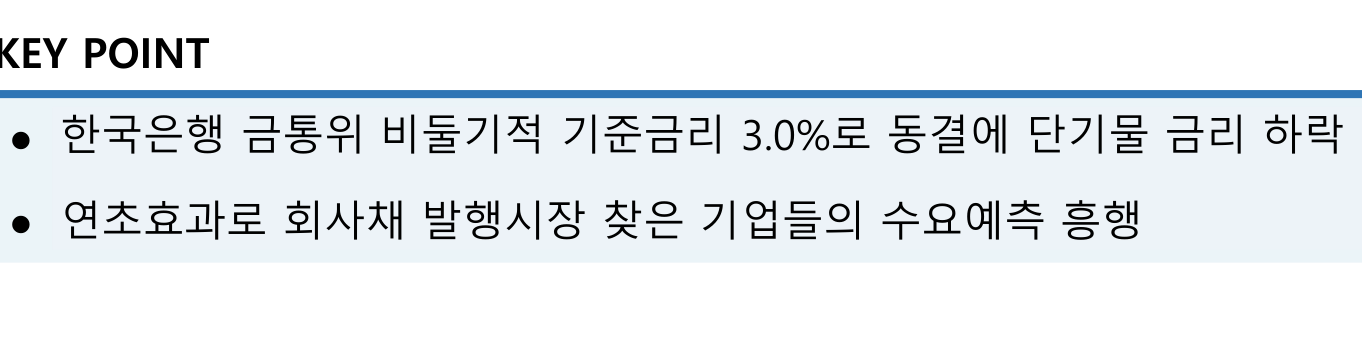 KEY POINT
● 한국은행 금통위 비둘기적 기준금리 3.0%로 동결에 단기물 금리 하락
● 연초효과로 회사채 발행시장 찾은 기업들의 수요예측 흥행